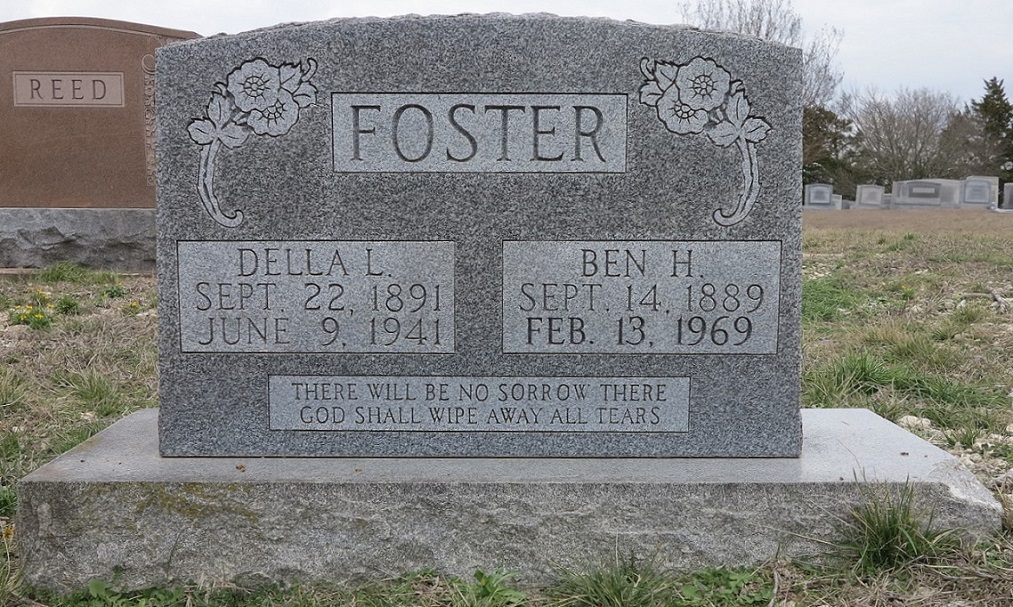 REED
FOSTER
DELLA L.
SEPT. 22, 1891
JUNE 9, 1941
BEN H.
SEPT. 14, 1889
FEB. 13, 1969
THERE WILL BE NO SORROW THERE
GOD SHALL WIPE AWAY ALL TEARS